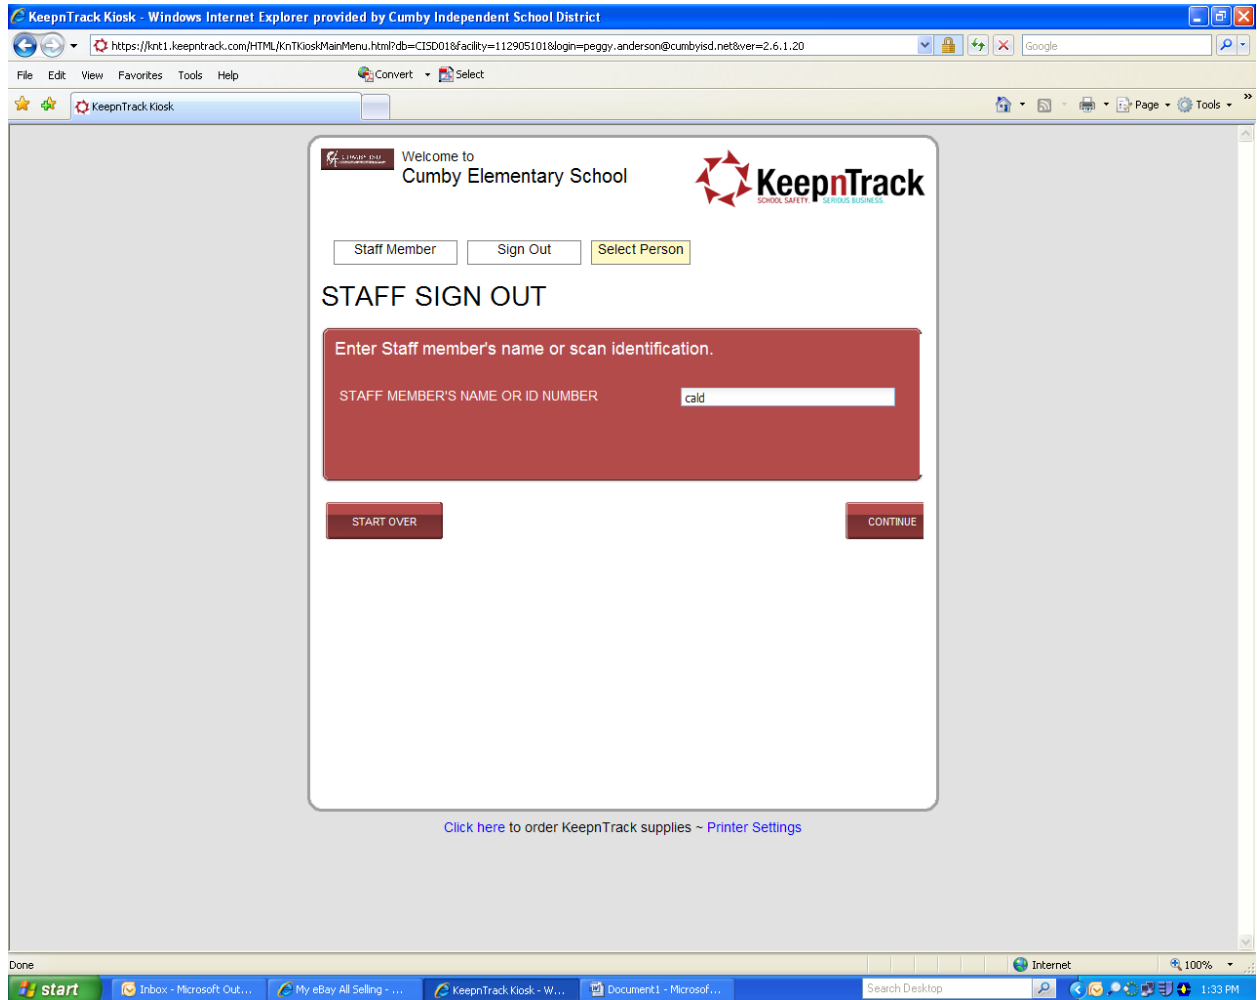 KeepnTrack Kiosk - Windows Internet Explorer provided by Cumby Independent School District
https://knt1.keepntrack.com/HTML/KnTKioskMainMenu.html?db=CISD01&facility=112905101&login=peggy.anderson@cumbyisd.net&ver=2.6.1.20
Google
File Edit View Favorites Tools Help Convert Select
KeepnTrack Kiosk
Page Tools
CUMBY ISD
Welcome to
Cumby Elementary School
KeepnTrack
SCHOOL SAFETY. SERIOUS BUSINESS.
Staff Member Sign Out Select Person
STAFF SIGN OUT
Enter Staff member's name or scan identification.
STAFF MEMBER'S NAME OR ID NUMBER cald
START OVER CONTINUE
Click here to order KeepnTrack supplies ~ Printer Settings
Done Internet 100%
start Inbox - Microsoft Out... My eBay All Selling - ... KeepnTrack Kiosk - W... Document1 - Microsof... Search Desktop 1:33 PM